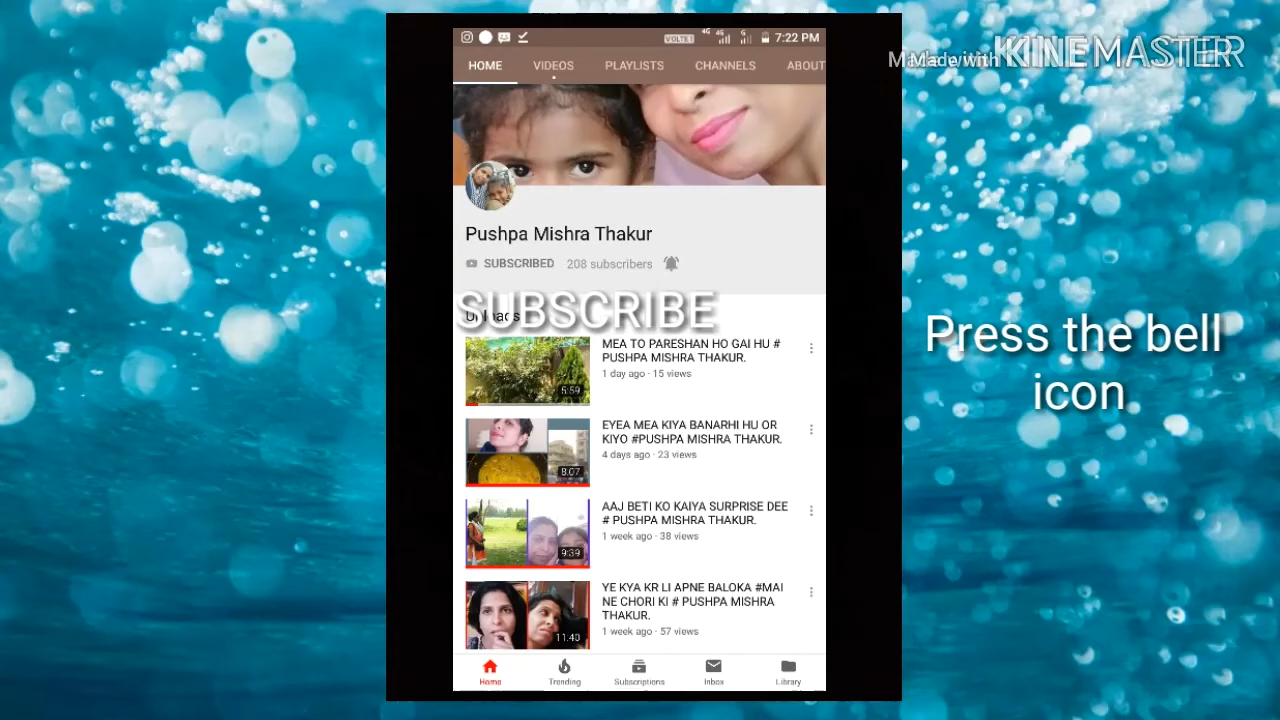 VOLTE1 4G 4G G 7:22 PM
Made with KINEMASTER
HOME VIDEOS PLAYLISTS CHANNELS ABOUT
Pushpa Mishra Thakur
SUBSCRIBED 208 subscribers
Uploads
SUBSCRIBE
Press the bell
icon
MEA TO PARESHAN HO GAI HU #
PUSHPA MISHRA THAKUR.
1 day ago · 15 views
5:59
EYEA MEA KIYA BANARHI HU OR
KIYO #PUSHPA MISHRA THAKUR.
4 days ago · 23 views
8:07
AAJ BETI KO KAIYA SURPRISE DEE
# PUSHPA MISHRA THAKUR.
1 week ago · 38 views
9:39
YE KYA KR LI APNE BALOKA #MAI
NE CHORI KI # PUSHPA MISHRA
THAKUR.
1 week ago · 57 views
11:40
Home Trending Subscriptions Inbox Library